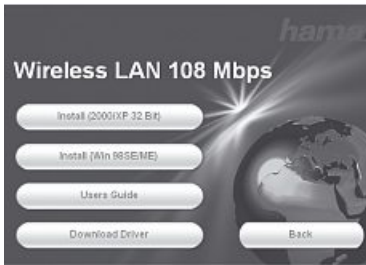 hama
Wireless LAN 108 Mbps
Install (2000/XP 32 Bit)
Install (Win 98SE/ME)
Users Guide
Download Driver
Back